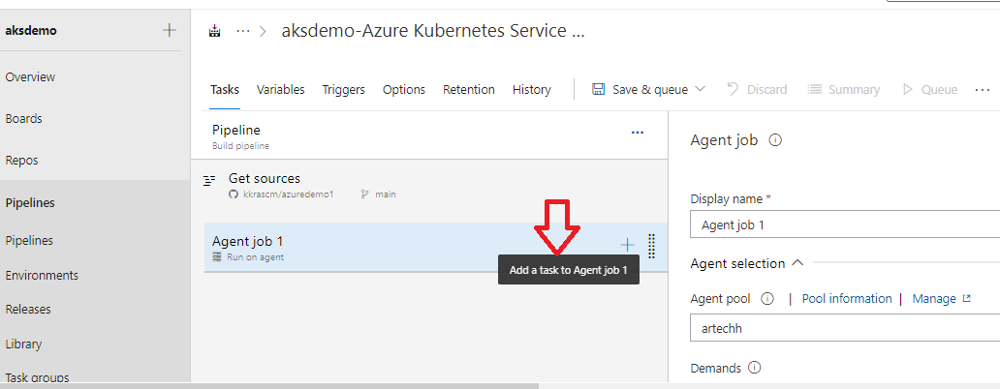 aksdemo
aksdemo-Azure Kubernetes Service ...
Overview
Boards
Repos
Pipelines
Pipelines
Environments
Releases
Library
Task groups
Tasks Variables Triggers Options Retention History Save & queue Discard Summary Queue ...
Pipeline
Build pipeline
Get sources
kkrascm/azuredemo1 main
Agent job 1
Run on agent
Add a task to Agent job 1
Agent job
Display name *
Agent job 1
Agent selection
Agent pool | Pool information | Manage
artechh
Demands